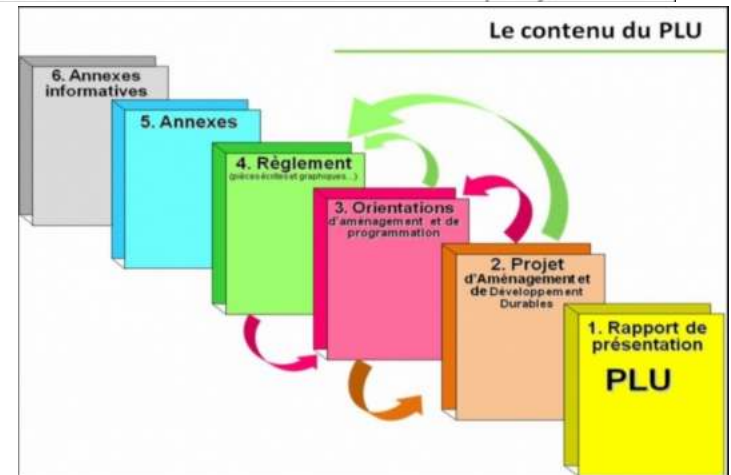 Le contenu du PLU
6. Annexes
informatives
5. Annexes
4. Règlement
(pièces écrites et graphiques...)
3. Orientations
d'aménagement et de
programmation
2. Projet
d'Aménagement et
de Développement
Durables
1. Rapport de
présentation
PLU